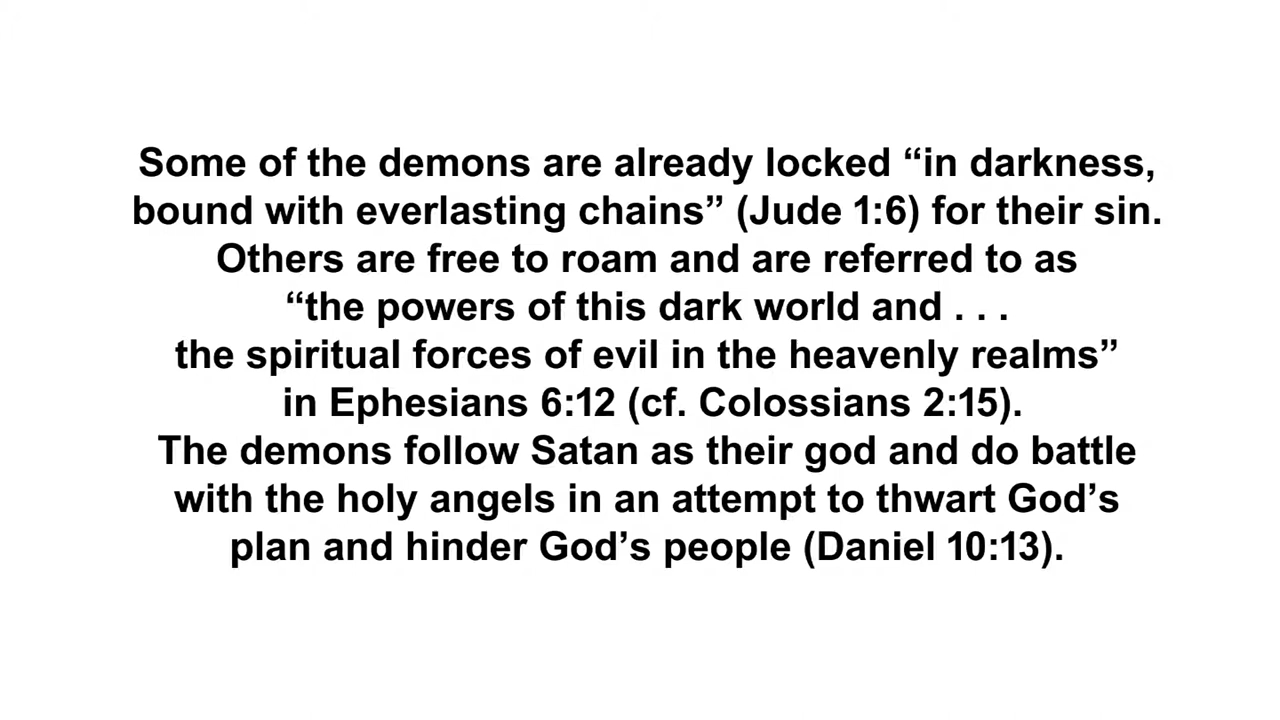 Some of the demons are already locked “in darkness,
bound with everlasting chains” (Jude 1:6) for their sin.
Others are free to roam and are referred to as
“the powers of this dark world and . . .
the spiritual forces of evil in the heavenly realms”
in Ephesians 6:12 (cf. Colossians 2:15).
The demons follow Satan as their god and do battle
with the holy angels in an attempt to thwart God’s
plan and hinder God’s people (Daniel 10:13).